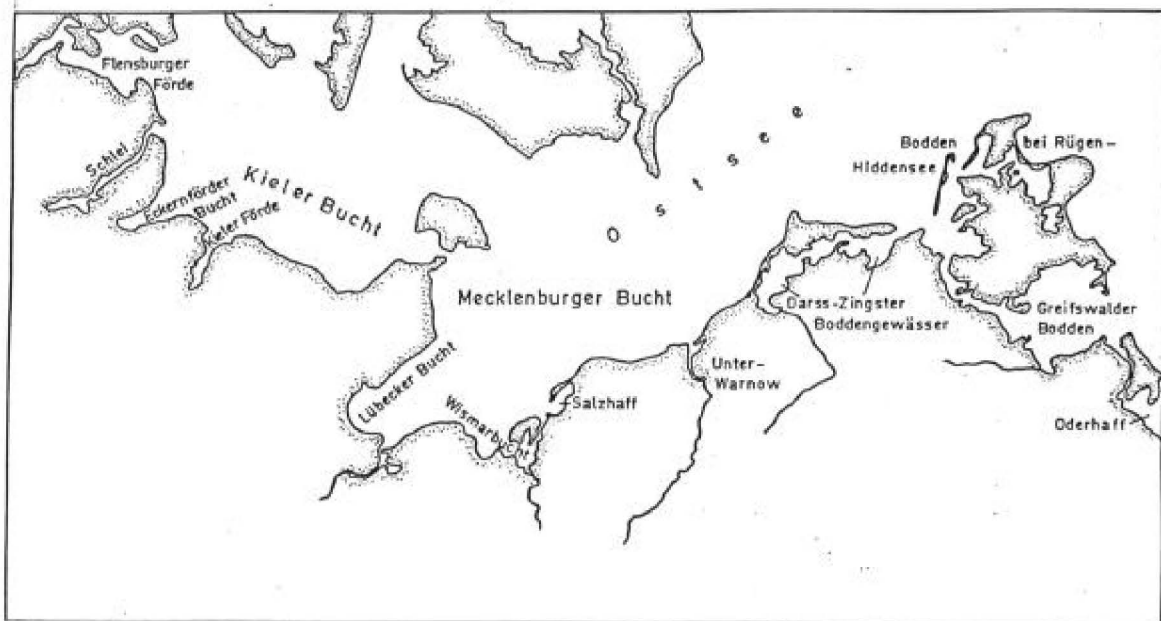 Flensburger
Förde
Schlei
Eckernförder
Bucht
Kieler Förde
Kieler Bucht
Ostsee
Bodden
Hiddensee
bei Rügen-
Mecklenburger Bucht
Darss-Zingster
Boddengewässer
Greifswalder
Bodden
Lübecker Bucht
Wismarbucht
Salzhaff
Unter-
Warnow
Oderhaff